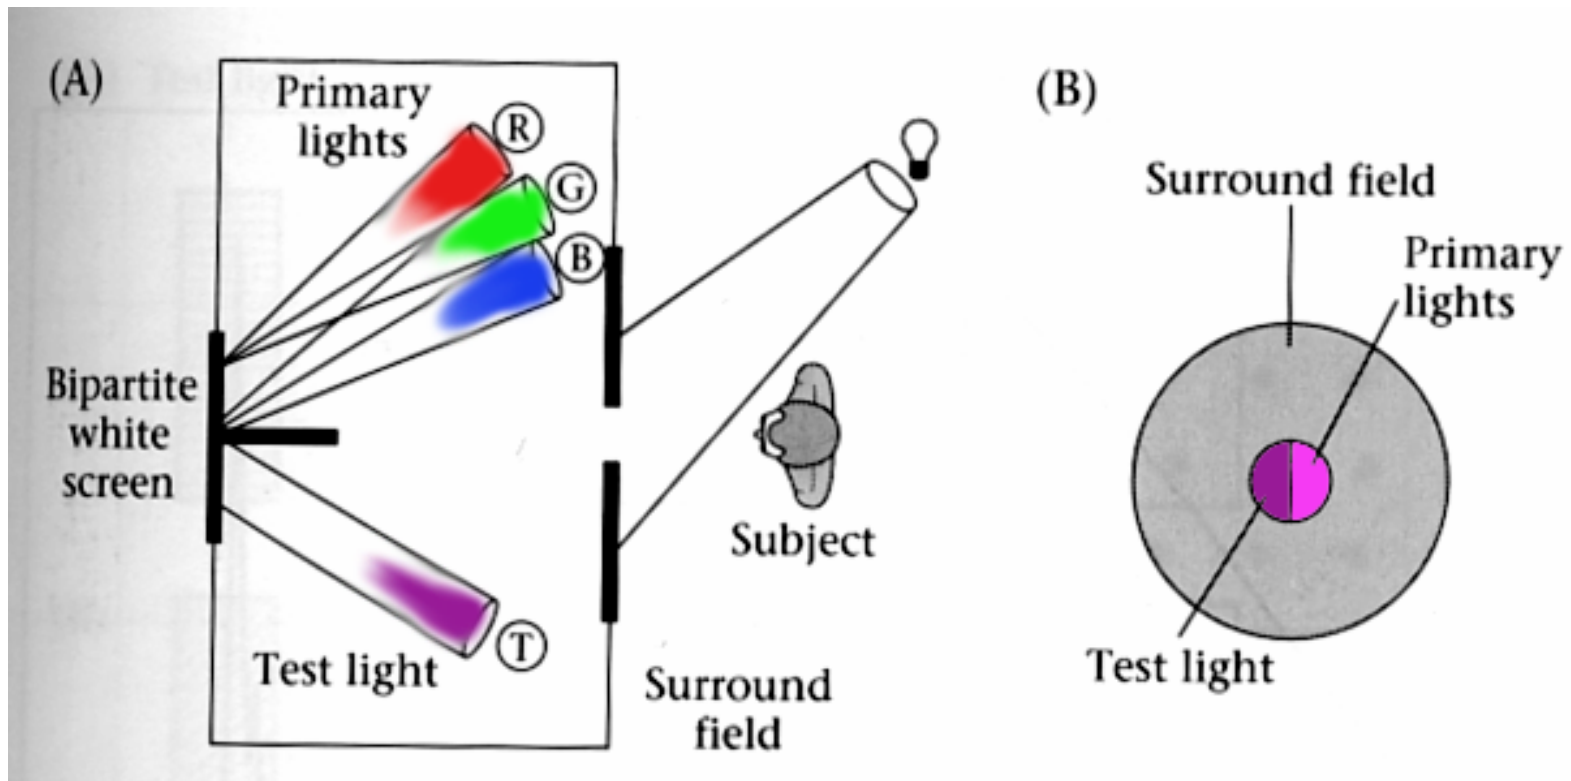 (A)
Primary
lights
R
G
B
Bipartite
white
screen
T
Test light
Subject
Surround
field
(B)
Surround field
Primary
lights
Test light